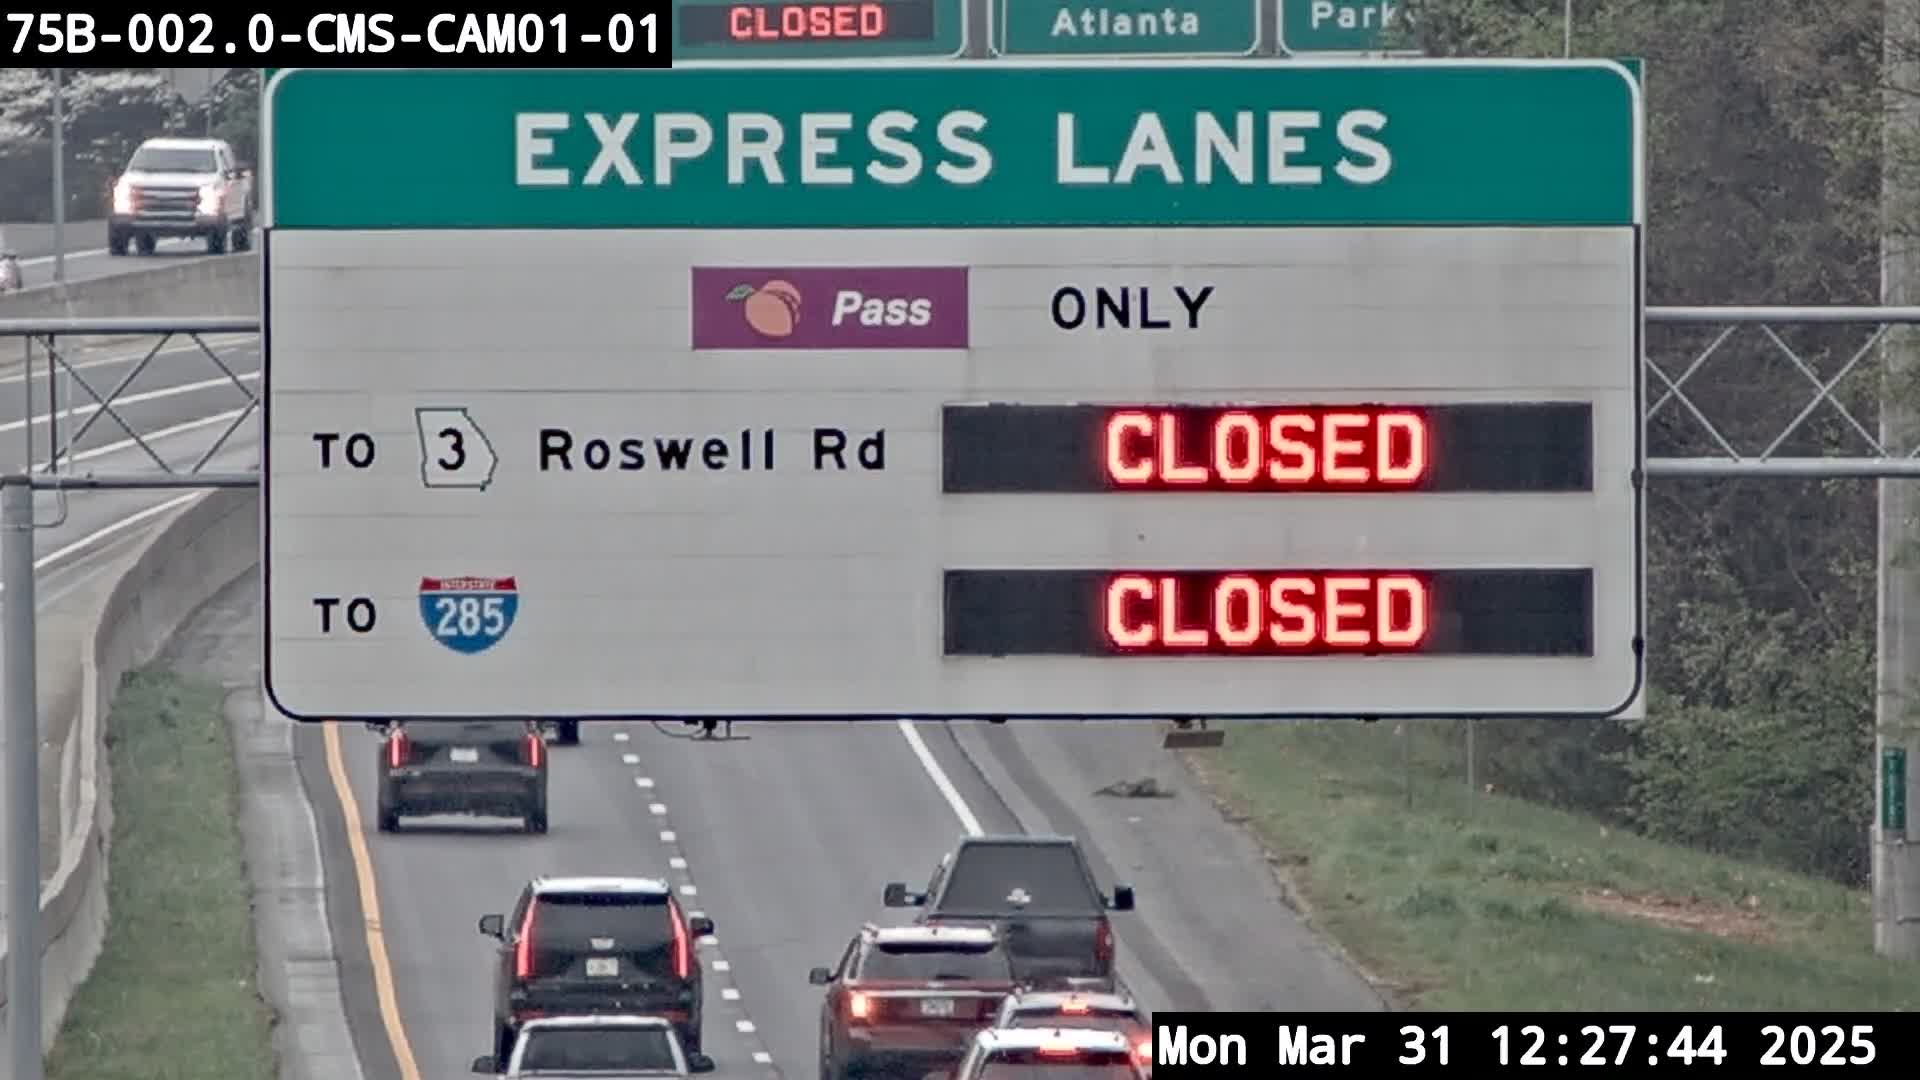 75B-002.0-CMS-CAM01-01
CLOSED
Atlanta
Park
EXPRESS LANES
Pass ONLY
TO 3 Roswell Rd CLOSED
TO INTERSTATE 285 CLOSED
Mon Mar 31 12:27:44 2025